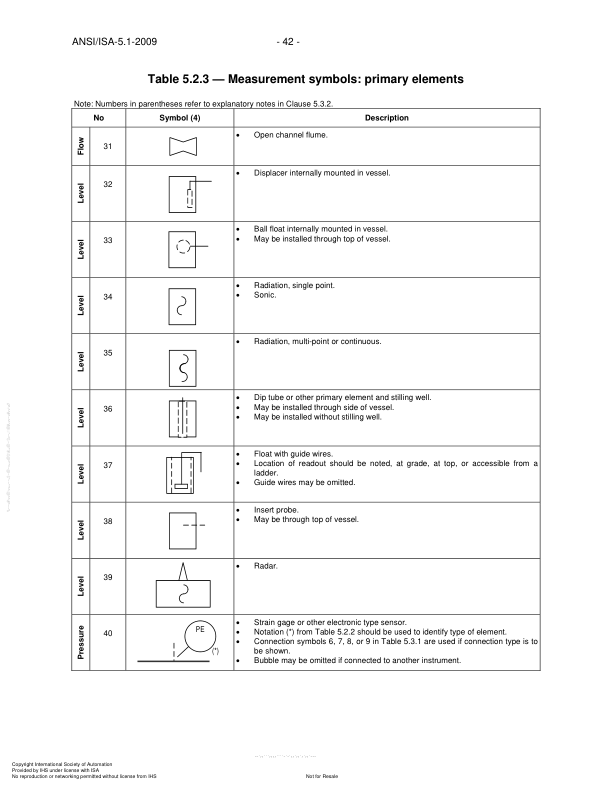 ANSI/ISA-5.1-2009
- 42 -
Table 5.2.3 — Measurement symbols: primary elements
Note: Numbers in parentheses refer to explanatory notes in Clause 5.3.2.
No
Symbol (4)
Description
Flow
31
• Open channel flume.
Level
32
• Displacer internally mounted in vessel.
Level
33
• Ball float internally mounted in vessel.
• May be installed through top of vessel.
Level
34
• Radiation, single point.
• Sonic.
Level
35
• Radiation, multi-point or continuous.
Level
36
• Dip tube or other primary element and stilling well.
• May be installed through side of vessel.
• May be installed without stilling well.
Level
37
• Float with guide wires.
• Location of readout should be noted, at grade, at top, or accessible from a
ladder.
• Guide wires may be omitted.
Level
38
• Insert probe.
• May be through top of vessel.
Level
39
• Radar.
Pressure
40
PE
(*)
• Strain gage or other electronic type sensor.
• Notation (*) from Table 5.2.2 should be used to identify type of element.
• Connection symbols 6, 7, 8, or 9 in Table 5.3.1 are used if connection type is to
be shown.
• Bubble may be omitted if connected to another instrument.
Copyright International Society of Automation
Provided by IHS under license with ISA
No reproduction or networking permitted without license from IHS
Not for Resale